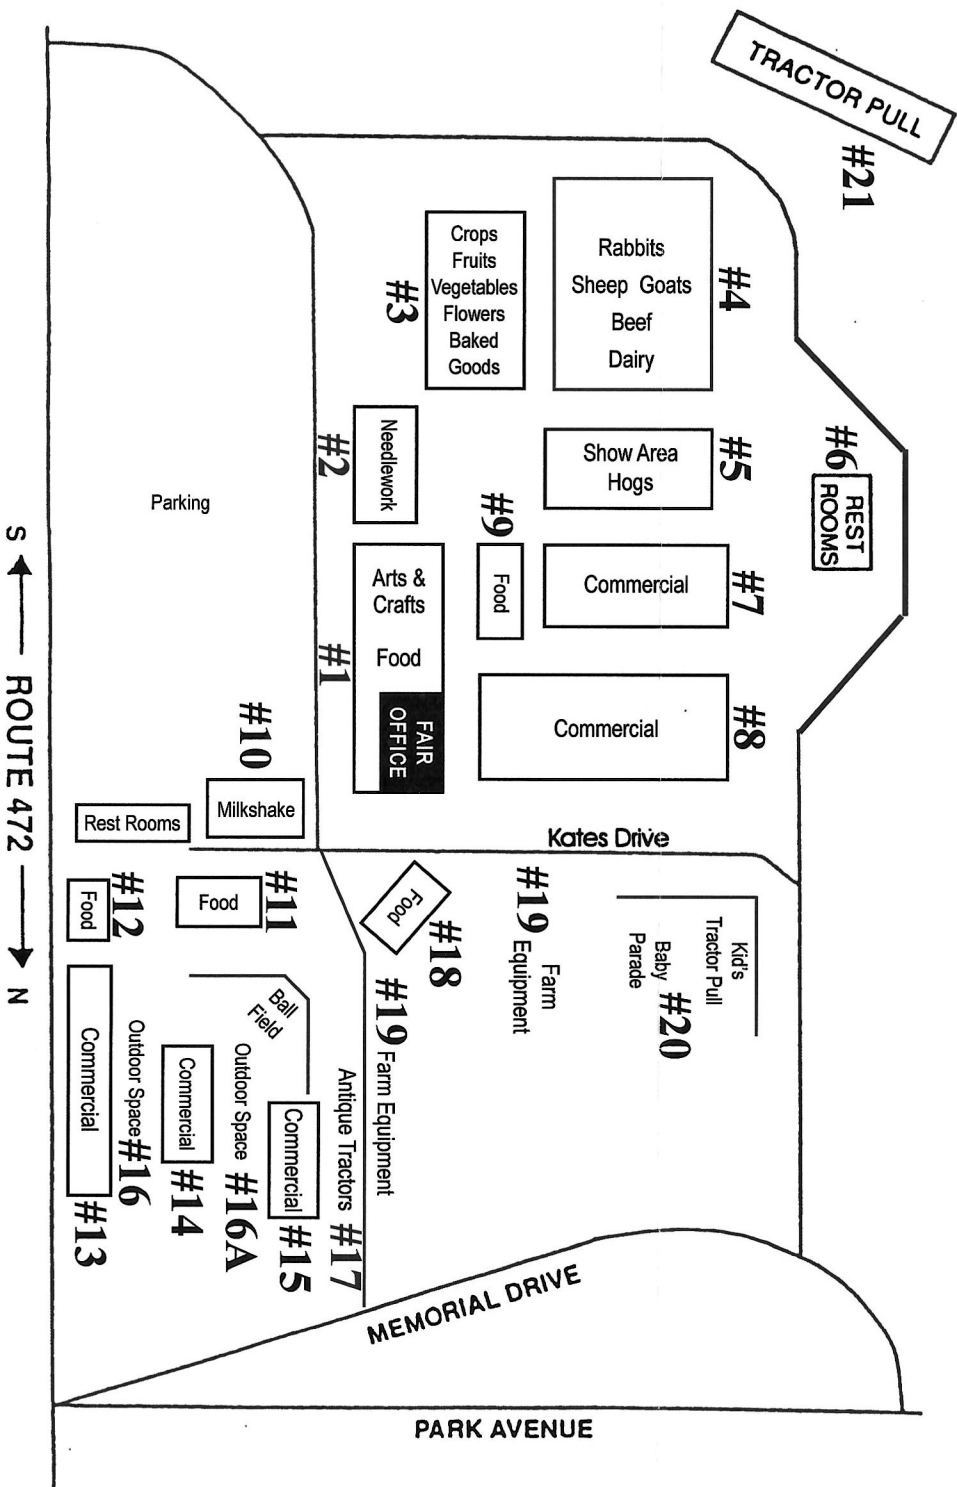 TRACTOR PULL
#21
Rabbits
Sheep Goats
Beef
Dairy
#4
Crops
Fruits
Vegetables
Flowers
Baked
Goods
#3
Needlework
#2
Show Area
Hogs
#5
#6
REST
ROOMS
#9
Food
Commercial
#7
Arts &
Crafts
Food
FAIR
OFFICE
#1
Commercial
#8
Parking
#10
Milkshake
Rest Rooms
Kates Drive
#12
Food
#11
Food
Food
#18
#19
Farm
Equipment
Kid's
Tractor Pull
Baby
Parade
#20
#19 Farm Equipment
Ball
Field
Antique Tractors #17
Commercial
#15
Outdoor Space #16A
Commercial
#14
Outdoor Space #16
Commercial
#13
MEMORIAL DRIVE
PARK AVENUE
S ROUTE 472 N